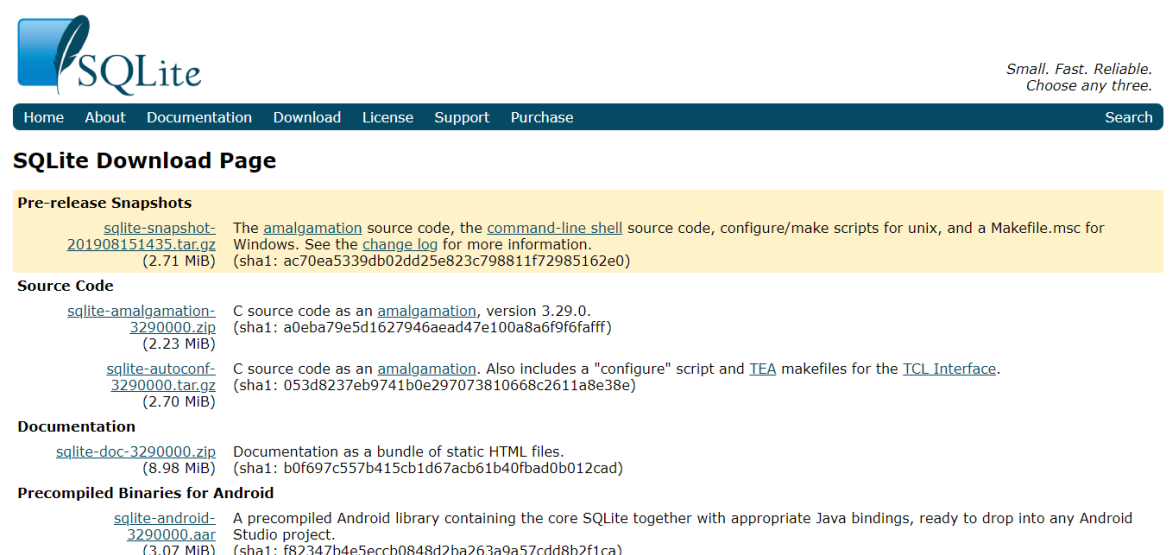 SQLite
Small. Fast. Reliable.
Choose any three.
Home About Documentation Download License Support Purchase Search
SQLite Download Page
Pre-release Snapshots
sqlite-snapshot- The amalgamation source code, the command-line shell source code, configure/make scripts for unix, and a Makefile.msc for
201908151435.tar.gz Windows. See the change log for more information.
(2.71 MiB) (sha1: ac70ea5339db02dd25e823c798811f72985162e0)
Source Code
sqlite-amalgamation- C source code as an amalgamation, version 3.29.0.
3290000.zip (sha1: a0eba79e5d1627946aead47e100a8a6f9f6fafff)
(2.23 MiB)
sqlite-autoconf- C source code as an amalgamation. Also includes a "configure" script and TEA makefiles for the TCL Interface.
3290000.tar.gz (sha1: 053d8237eb9741b0e297073810668c2611a8e38e)
(2.70 MiB)
Documentation
sqlite-doc-3290000.zip Documentation as a bundle of static HTML files.
(8.98 MiB) (sha1: b0f697c557b415cb1d67acb61b40fbad0b012cad)
Precompiled Binaries for Android
sqlite-android- A precompiled Android library containing the core SQLite together with appropriate Java bindings, ready to drop into any Android
3290000.aar Studio project.
(3.07 MiB) (sha1: f82347b4e5eccb0848d2ba263a9a57cdd8b2f1ca)